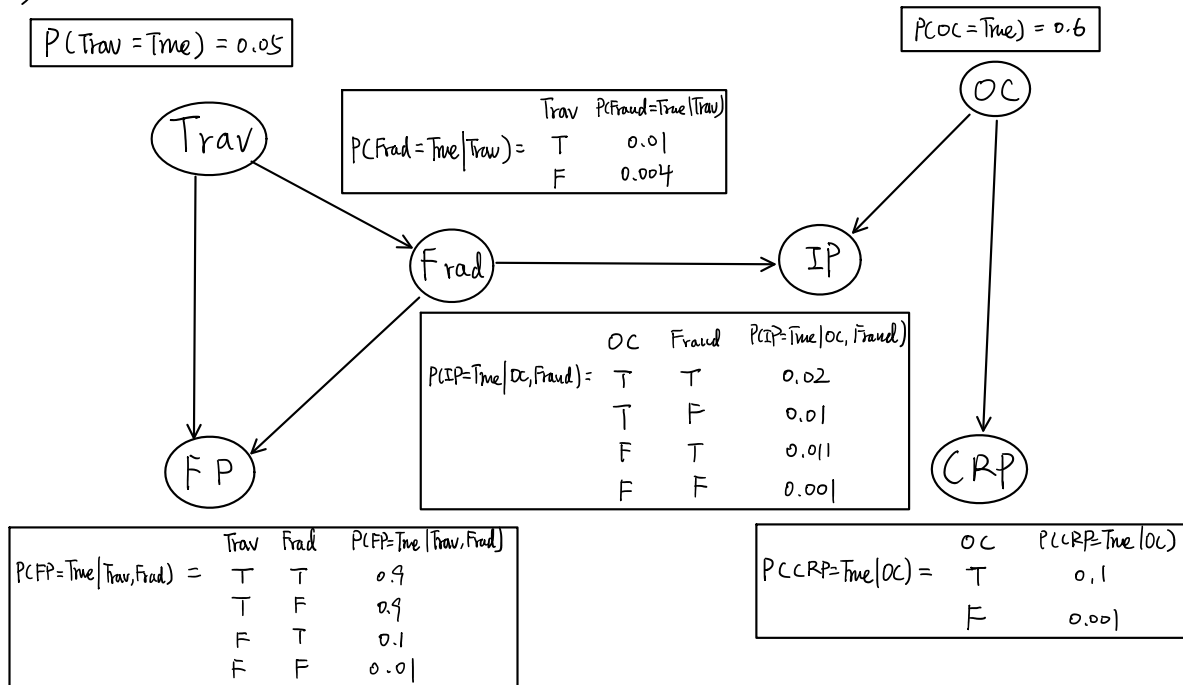 P(Trav = True) = 0.05
P(OC = True) = 0.6
Trav
OC
Trav P(Fraud=True|Trav)
P(Frad = True|Trav) = T 0.01
F 0.004
Frad
IP
OC Fraud P(IP=True|OC, Fraud)
P(IP=True|OC, Fraud) = T T 0.02
T F 0.01
F T 0.011
F F 0.001
FP
CRP
Trav Frad P(FP=True|Trav, Frad)
P(FP=True|Trav, Frad) = T T 0.9
T F 0.9
F T 0.1
F F 0.01
OC P(CRP=True|OC)
P(CRP=True|OC) = T 0.1
F 0.001